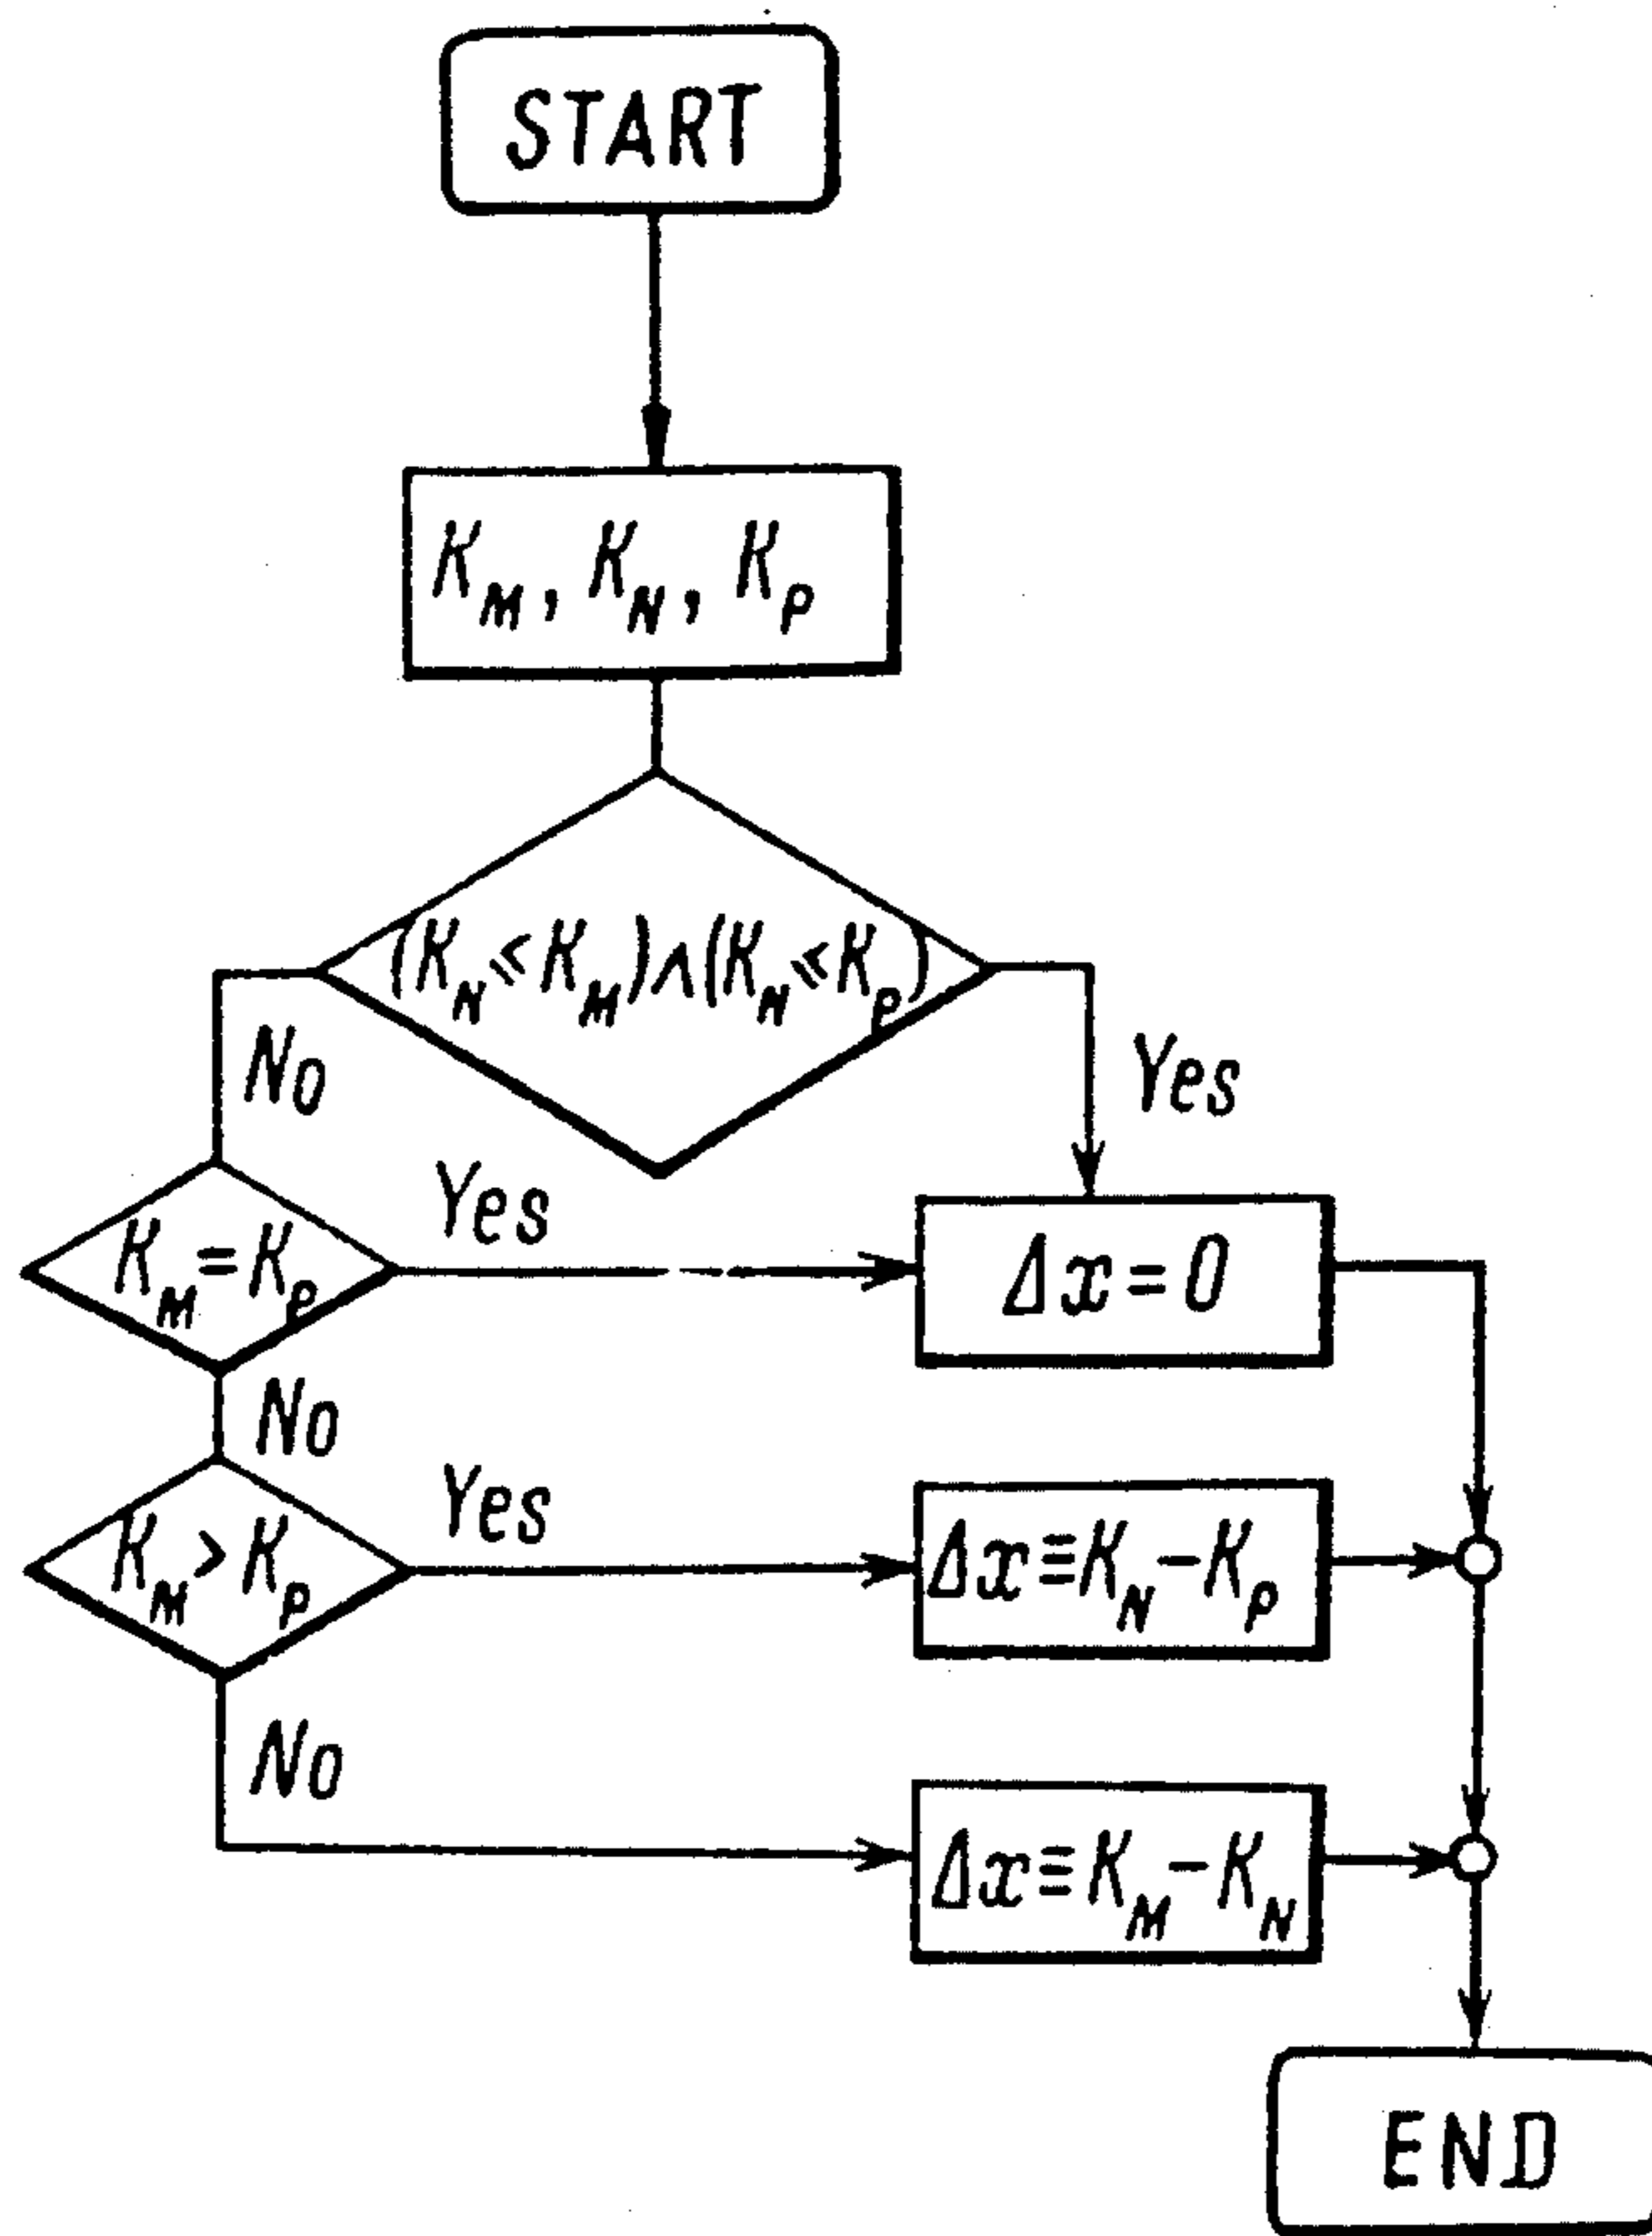 START
K_M, K_N, K_P
(K_N ⩽ K_M) ∧ (K_N ⩽ K_P)
No
Yes
K_M = K_P
Yes
Δx = 0
No
K_M > K_P
Yes
Δx ≡ K_N − K_P
No
Δx ≡ K_M − K_N
END